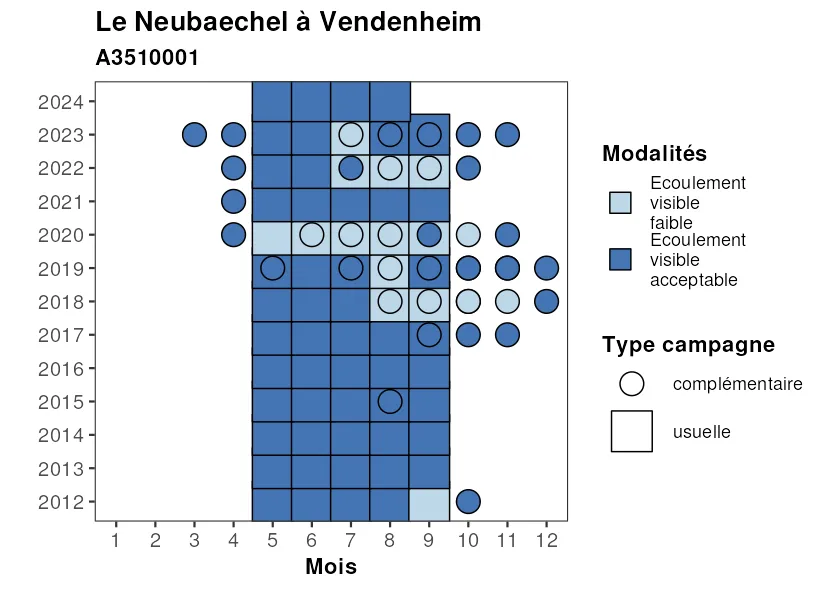 Le Neubaechel à Vendenheim
A3510001
2024
2023
2022
2021
2020
2019
2018
2017
2016
2015
2014
2013
2012
1 2 3 4 5 6 7 8 9 10 11 12
Mois
Modalités
Ecoulement
visible
faible
Ecoulement
visible
acceptable
Type campagne
complémentaire
usuelle